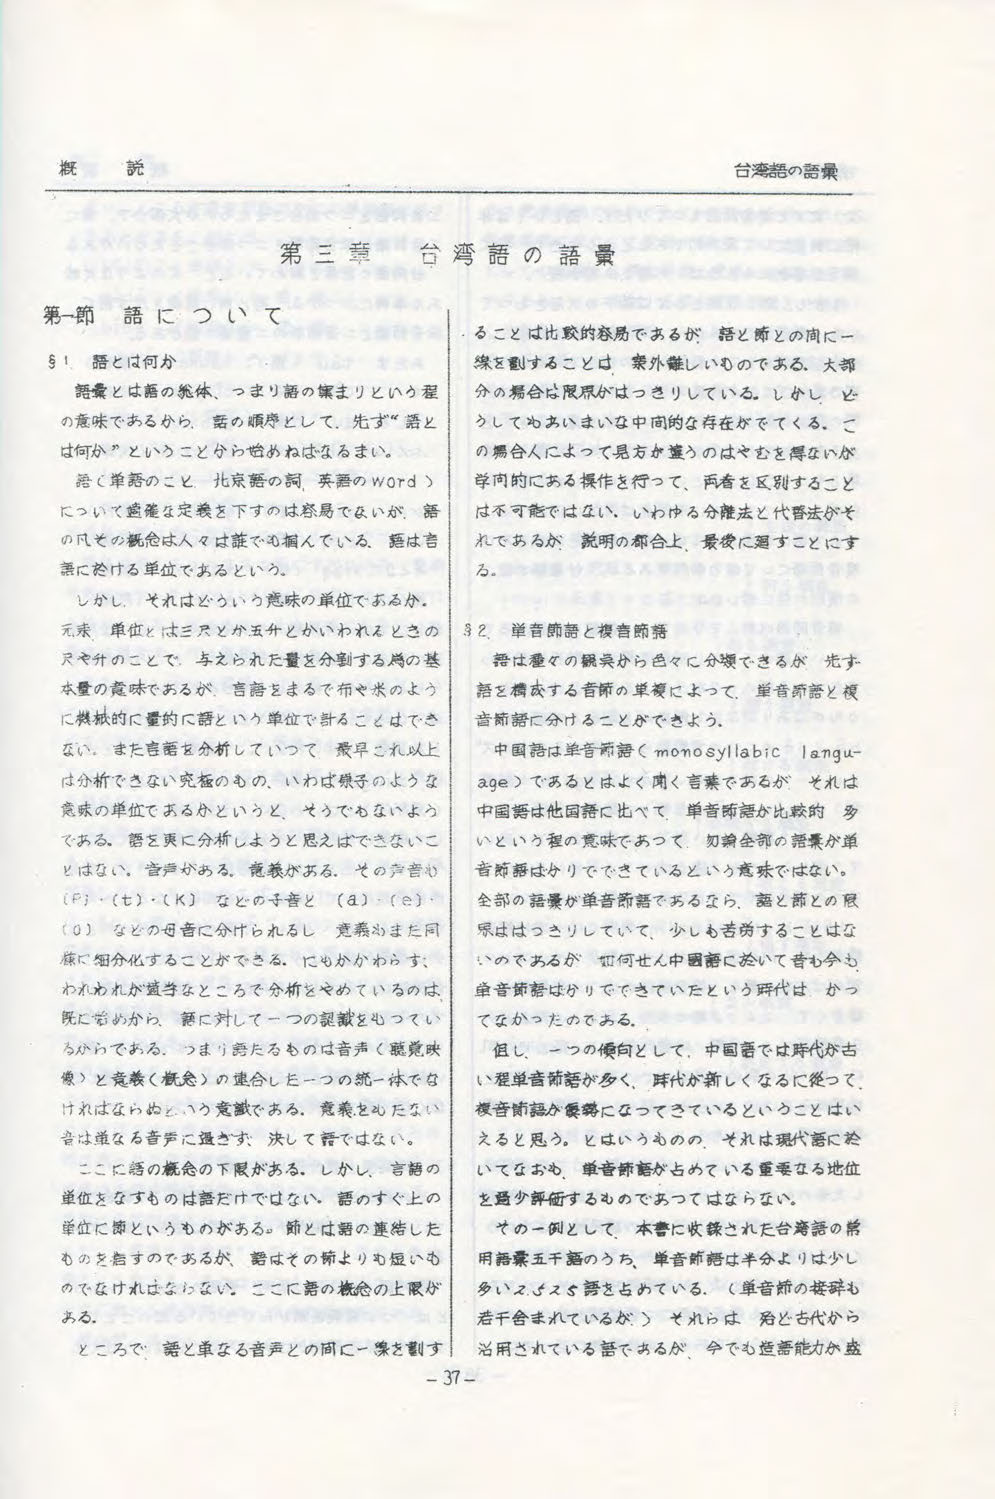 概　説
台湾語の語彙
第三章　台湾語の語彙
第一節　語について
§1．語とは何か
語彙とは語の総体、つまり語の集まりという程
の意味であるから、話の順序として、先ず“語と
は何か”ということから始めねばなるまい。
語（単語のこと、北京語の詞、英語のword）
について適確な定義を下すのは容易でないが、語
の凡その概念は人々は誰でも掴んでいる、語は言
語に於ける単位であるという。
しかし、それはどういう意味の単位であるか。
元来、単位とは三尺とか五升とかいわれるときの
尺や升のことで、与えられた量を分割する為の基
本量の意味であるが、言語をまるで布や米のよう
に機械的に量的に語という単位で計ることはでき
ない。また言語を分析していつて、最早これ以上
は分析できない究極のもの、いわば原子のような
意味の単位であるかというと、そうでもないよう
である。語を更に分析しようと思えばできないこ
とはない。音声がある。意義がある。その声音も
〔P〕・〔t〕・〔K〕などの子音と〔a〕〔e〕・
〔O〕などの母音に分けられるし、意義もまた同
様に細分化することができる。にもかかわらず、
われわれが適当なところで分析をやめているのは、
既に始めから、語に対して一つの認識をもつてい
るからである。つまり語たるものは音声（聴覚映
像）と意義（概念）の連合した一つの統一体でな
ければならぬという意識である。意義をもたない
音は単なる音声に過ぎず、決して語ではない。
ここに語の概念の下限がある。しかし、言語の
単位をなすものは語だけではない。語のすぐ上の
単位に節というものがある。節とは語の連結した
ものを指すのであるが、語はその節よりも短いも
のでなければならない。ここに語の概念の上限が
ある。
ところで、語と単なる音声との間に一線を劃す
ることは比較的容易であるが、語と節との間に一
線を劃することは、案外難しいものである。大部
分の場合は限界がはっきりしている。しかし、ど
うしてもあいまいな中間的な存在がでてくる。こ
の場合人によって見方が違うのはやむを得ないが
学問的にある操作を行って、両者を区別すること
は不可能ではない、いわゆる分離法と代替法がそ
れであるが、説明の都合上、最後に廻すことにす
る。
§2．単音節語と複音節語
語は種々の観点から色々に分類できるが、先ず
語を構成する音節の単複によって、単音節語と複
音節語に分けることができよう。
中国語は単音節語（monosyllabic langu-
age）であるとはよく聞く言葉であるが、それは
中国語は他国語に比べて、単音節語が比較的　多
いという程の意味であつて、勿論全部の語彙が単
音節語ばかりでできているという意味ではない。
全部の語彙が単音節語であるなら、語と節との限
界ははっきりしていて、少しも苦労することはな
いのであるが、如何せん中国語に於いて昔も今も、
単音節語ばかりでできていたという時代は、かつ
てなかったのである。
但し、一つの傾向として、中国語では時代が古
い程単音節語が多く、時代が新しくなるに従って、
複音節語が優勢になってきているということはい
えると思う。とはいうものの、それは現代語に於
いてなおも、単音節語が占めている重要なる地位
を過少評価するものであつてはならない。
その一例として、本書に収録された台湾語の常
用語彙五千語のうち、単音節語は半分よりは少し
多い2.525語を占めている。（単音節の接辞も
若干含まれているが。）それらは、殆ど古代から
沿用されている語であるが、今でも造語能力が盛
－37－